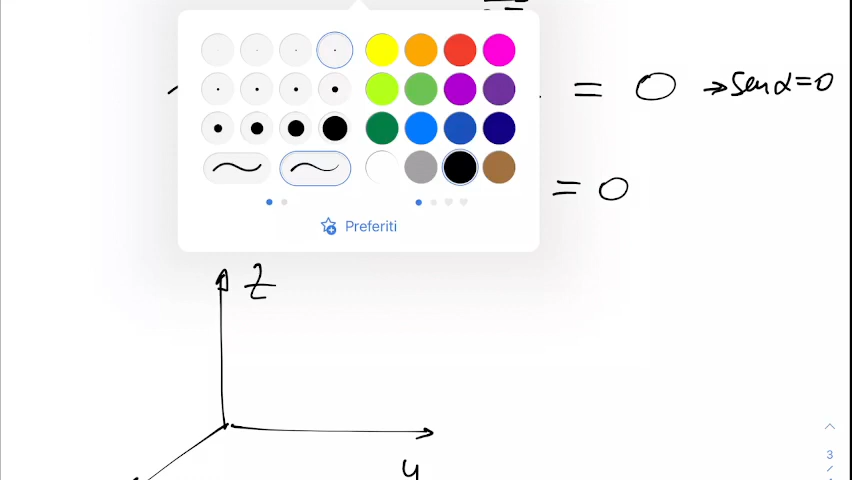 = 0 → sen α = 0
= 0
Preferiti
Z
y
3
/